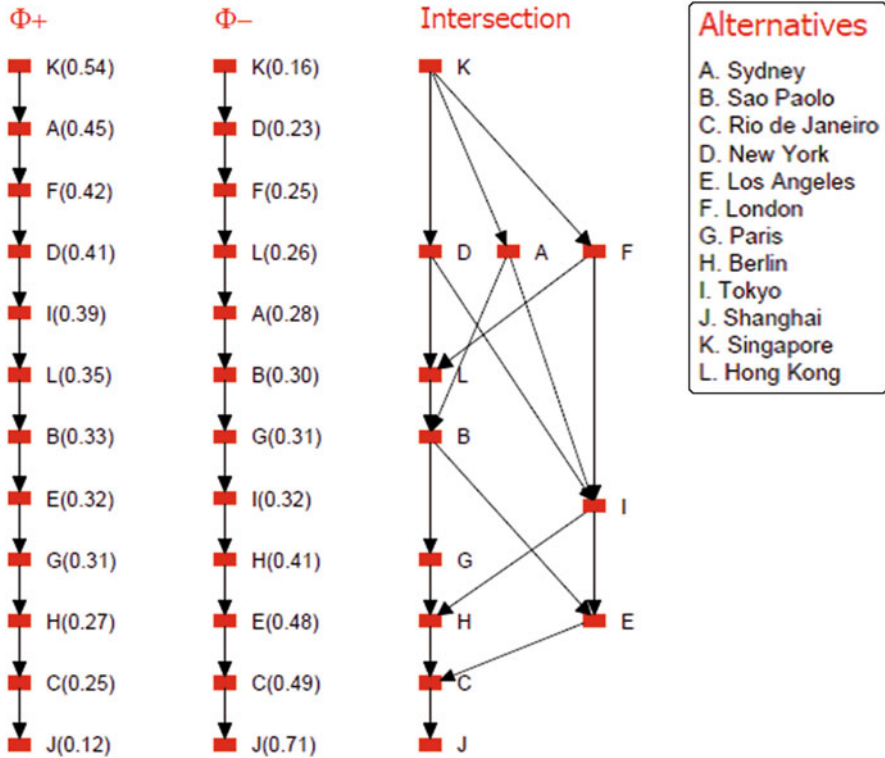 Φ+
K(0.54)
A(0.45)
F(0.42)
D(0.41)
I(0.39)
L(0.35)
B(0.33)
E(0.32)
G(0.31)
H(0.27)
C(0.25)
J(0.12)
Φ−
K(0.16)
D(0.23)
F(0.25)
L(0.26)
A(0.28)
B(0.30)
G(0.31)
I(0.32)
H(0.41)
E(0.48)
C(0.49)
J(0.71)
Intersection
K
D A F
L
B
I
G
H E
C
J
Alternatives
A. Sydney
B. Sao Paolo
C. Rio de Janeiro
D. New York
E. Los Angeles
F. London
G. Paris
H. Berlin
I. Tokyo
J. Shanghai
K. Singapore
L. Hong Kong